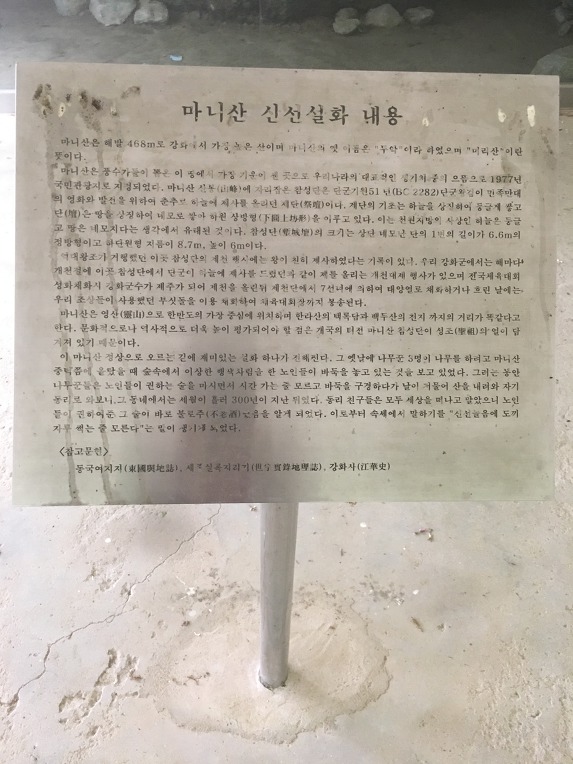 마니산 신선설화 내용
마니산은 해발 468m로 강화에서 가장 높은 산이며 마니산의 옛 이름은 "두악"이라 하였으며 "머리산"이란
뜻이다.
마니산은 풍수가들이 뽑은 이 땅에서 가장 기운이 센 곳으로 우리나라의 대표적인 생기처 중 으뜸으로 1977년
국민관광지로 지정되었다. 마니산 산봉(山峰)에 자리잡은 참성단은 단군기원51년(BC 2282)단군왕검이 만족만대
의 영화와 발전을 위하여 춘추로 하늘에 제사를 올리던 제단(祭壇)이다. 제단의 기초는 하늘을 상징하여 둥글게 쌓고
단(壇)은 땅을 상징하여 네모로 쌓아 하원 상방형(下圓上方形)을 이루고 있다. 이는 천원지방의 사상인 하늘은 둥글
고 땅은 네모지다는 생각에서 유래된 것이다. 참성단(塹城壇)의 크기는 상단 네모난 단의 1변의 길이가 6.6m의
정방형이고 하단원형 지름이 8.7m, 높이 6m이다.
역대왕조가 거행했던 이곳 참성단의 제천 행사에는 왕이 친히 제사하였다는 기록이 있다. 우리 강화군에서는 해마다
개천절에 이곳 참성단에서 단군이 하늘에 제사를 드렸던과 같이 제를 올리는 개천대제 행사가 있으며 전국체육대회
성화채화시 강화군수가 제주가 되어 제천을 올린뒤 제천단에서 7선녀에 의하여 태양열로 채화하거나 흐린 날에는
우리 조상들이 사용했던 부싯돌을 이용 채화하여 체육대회장까지 봉송된다.
마니산은 영산(靈山)으로 한반도의 가장 중심에 위치하며 한라산의 백록담과 백두산의 천지 까지의 거리가 똑같다고
한다. 문화적으로나 역사적으로 더욱 높이 평가되어야 할 점은 개국의 터전 마니산 참성단이 성조(聖祖)의 얼이 담
겨져 있기 때문이다.
이 마니산 정상으로 오르는 길에 재미있는 설화 하나가 전해진다. 그 옛날에 나무꾼 5명이 나무를 하려고 마니산
중턱쯤에 올랐을 때 숲속에서 이상한 행색차림을 한 노인들이 바둑을 놓고 있는 것을 보고 있었다. 그러는 동안
나무꾼들은 노인들이 권하는 술을 마시면서 시간 가는 줄 모르고 바둑을 구경하다가 날이 저물어 산을 내려와 자기
동리로 와보니 그 동네에서는 세월이 흘러 300년이 지난 뒤였다. 동리 친구들은 모두 세상을 떠나고 말았으니 노인
들이 권하여준 그 술이 바로 불로주(不老酒)였음을 알게 되었다. 이로부터 속세에서 말하기를 "신선놀음에 도끼
자루 썩는 줄 모른다"는 말이 생기게 되었다.
〈참고문헌〉
동국여지지(東國輿地誌), 세종실록지리지(世宗實錄地理誌), 강화사(江華史)